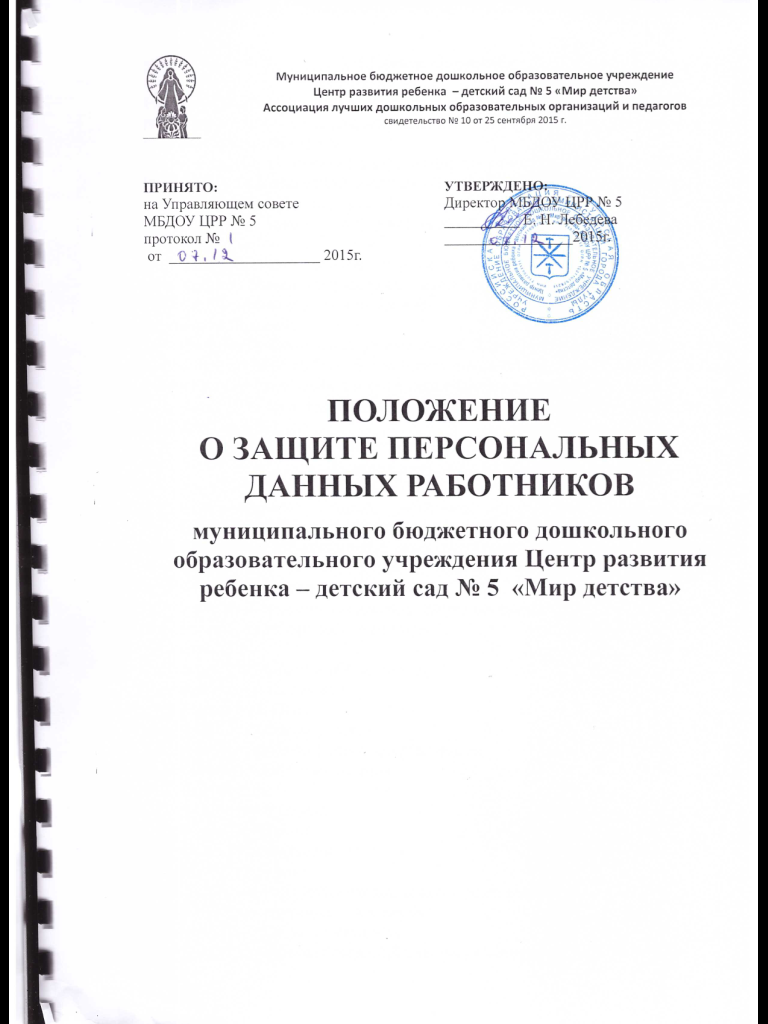 Муниципальное бюджетное дошкольное образовательное учреждение
Центр развития ребенка – детский сад № 5 «Мир детства»
Ассоциация лучших дошкольных образовательных организаций и педагогов
свидетельство № 10 от 25 сентября 2015 г.
ПРИНЯТО:
на Управляющем совете
МБДОУ ЦРР № 5
протокол № 1
от 07.12 2015г.
УТВЕРЖДЕНО:
Директор МБДОУ ЦРР № 5
Е. Н. Лебедева
07.12 2015г.
ПОЛОЖЕНИЕ
О ЗАЩИТЕ ПЕРСОНАЛЬНЫХ
ДАННЫХ РАБОТНИКОВ
муниципального бюджетного дошкольного
образовательного учреждения Центр развития
ребенка – детский сад № 5 «Мир детства»